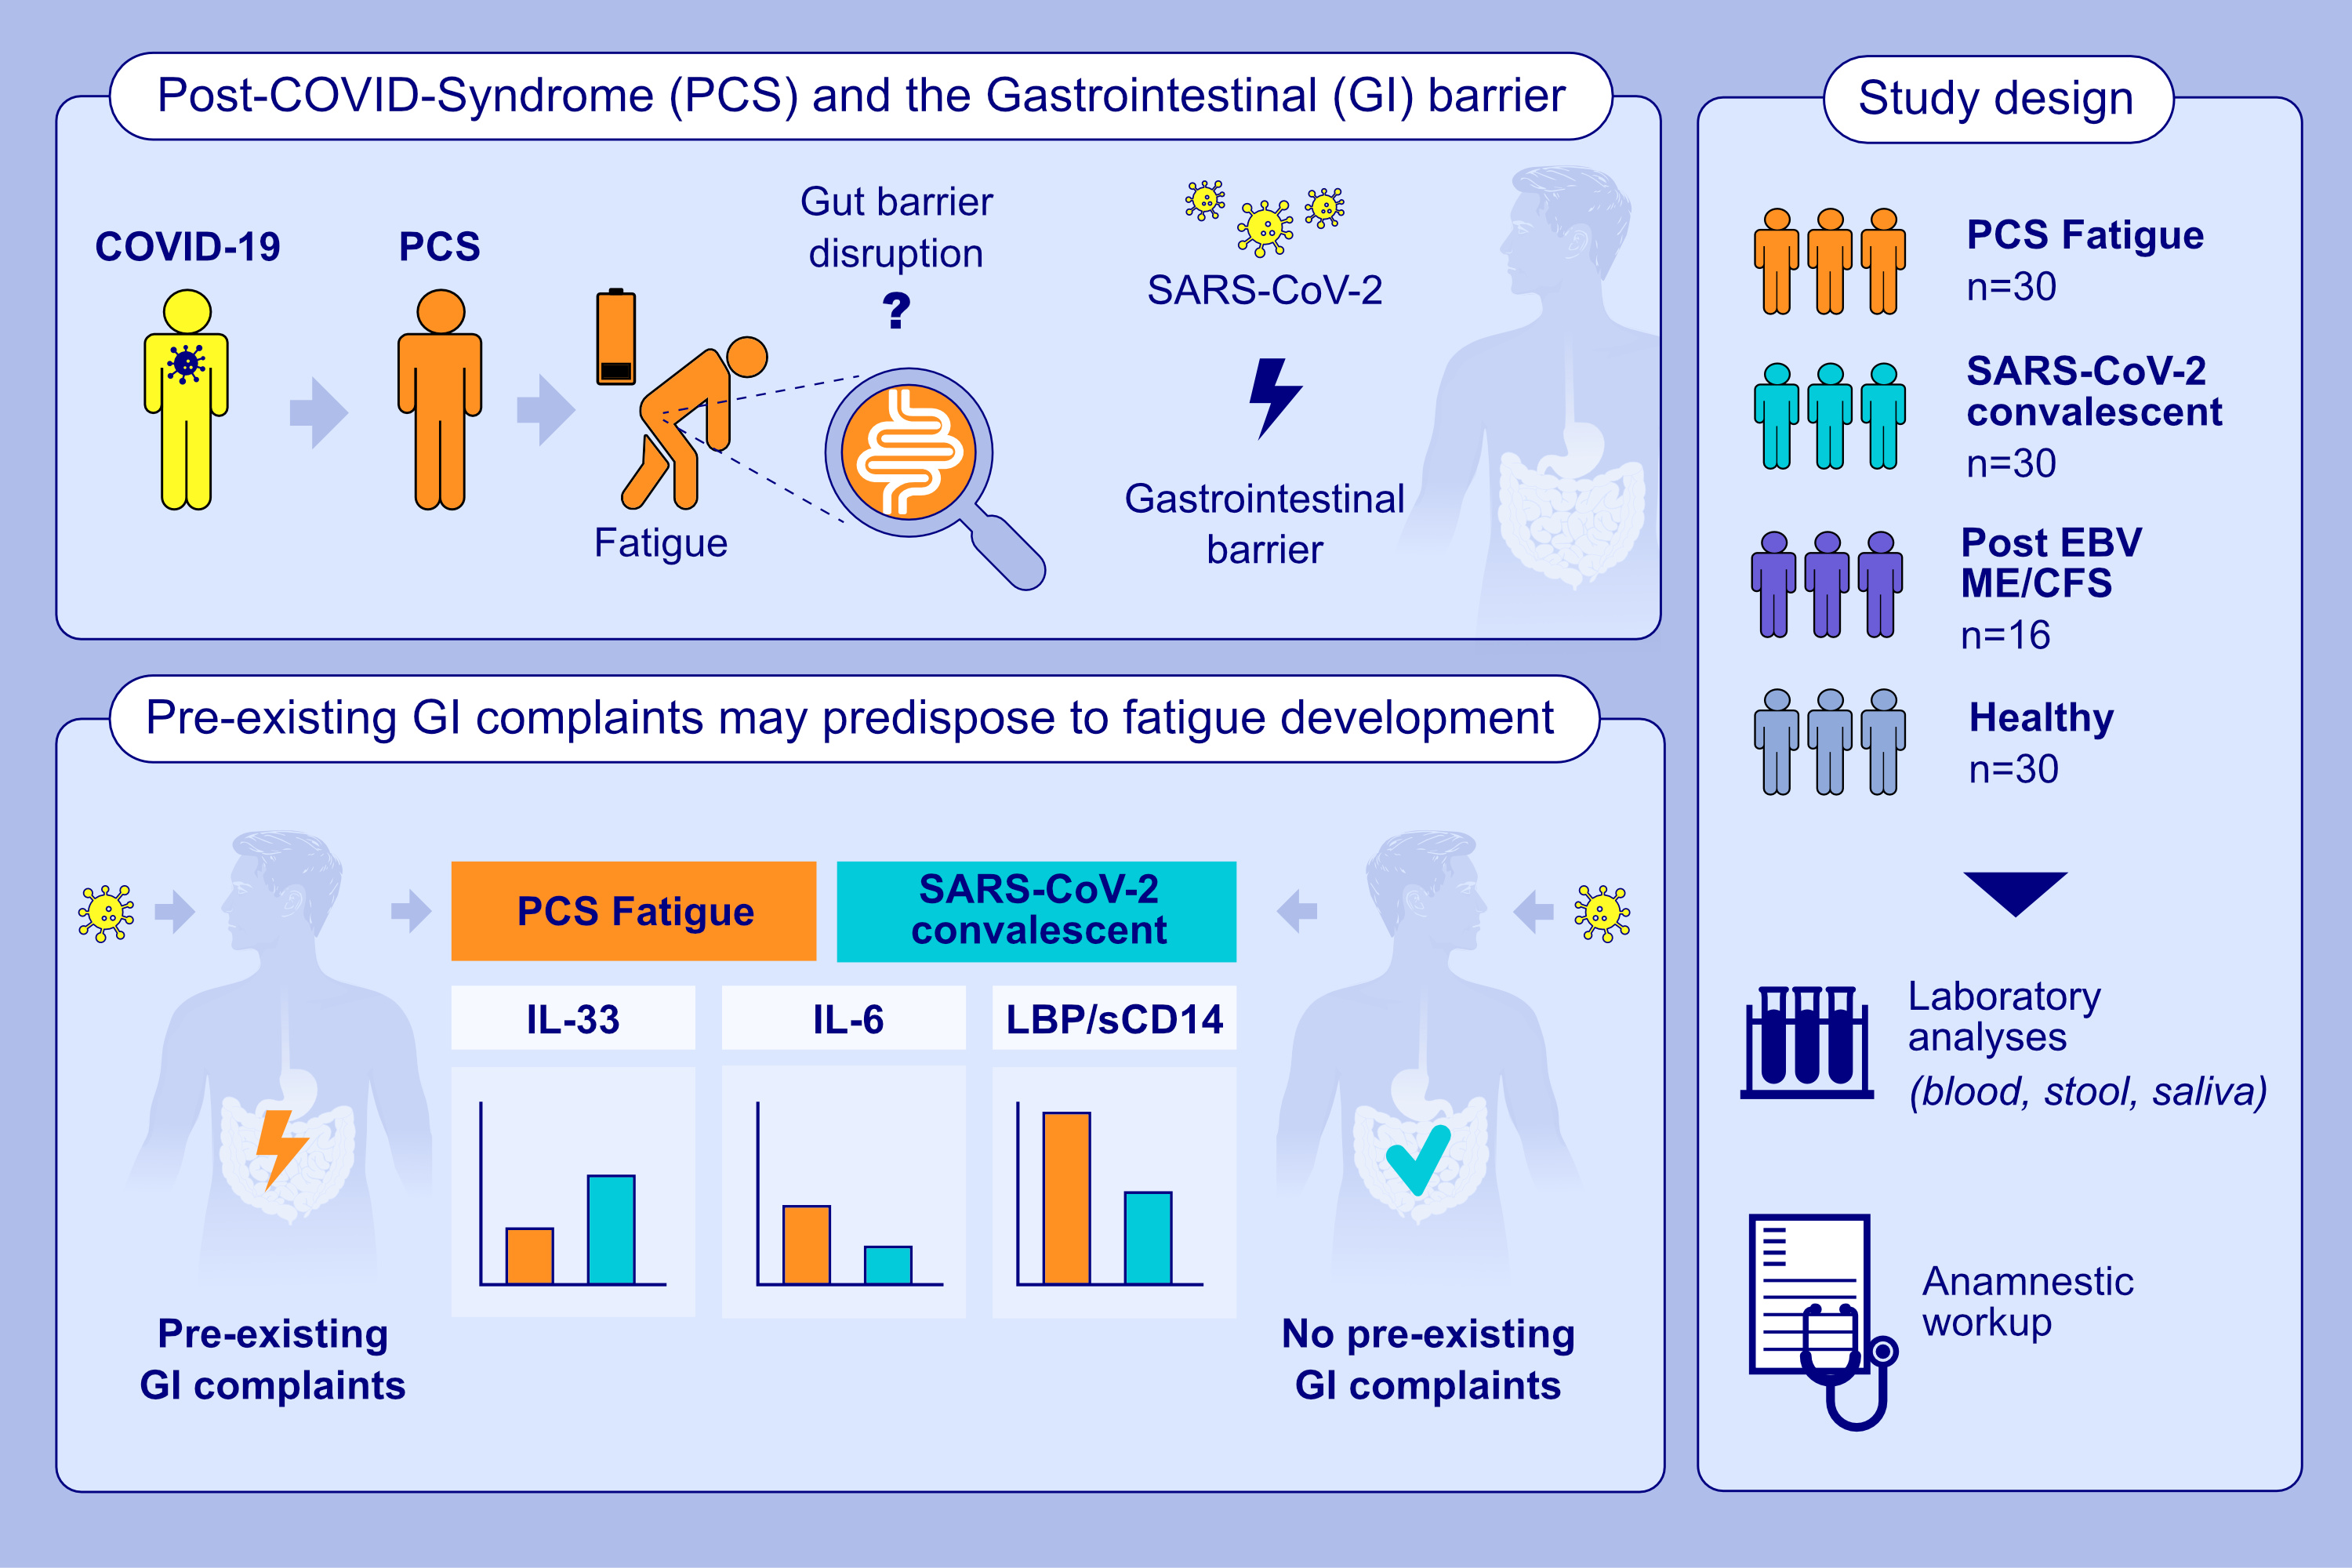 Post-COVID-Syndrome (PCS) and the Gastrointestinal (GI) barrier
COVID-19
PCS
Fatigue
Gut barrier
disruption
?
SARS-CoV-2
Gastrointestinal
barrier
Pre-existing GI complaints may predispose to fatigue development
PCS Fatigue
SARS-CoV-2
convalescent
IL-33
IL-6
LBP/sCD14
Pre-existing
GI complaints
No pre-existing
GI complaints
Study design
PCS Fatigue
n=30
SARS-CoV-2
convalescent
n=30
Post EBV
ME/CFS
n=16
Healthy
n=30
Laboratory
analyses
(blood, stool, saliva)
Anamnestic
workup